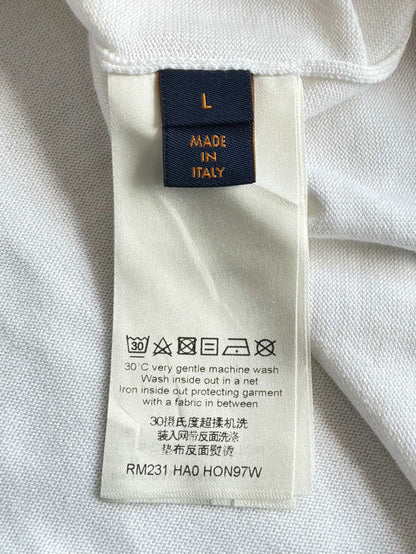 L
MADE
IN
ITALY
30
30°C very gentle machine wash
Wash inside out in a net
Iron inside out protecting garment
with a fabric in between
30摄氏度超揉机洗
装入网带反面洗涤
垫布反面熨烫
RM231 HA0 HON97W